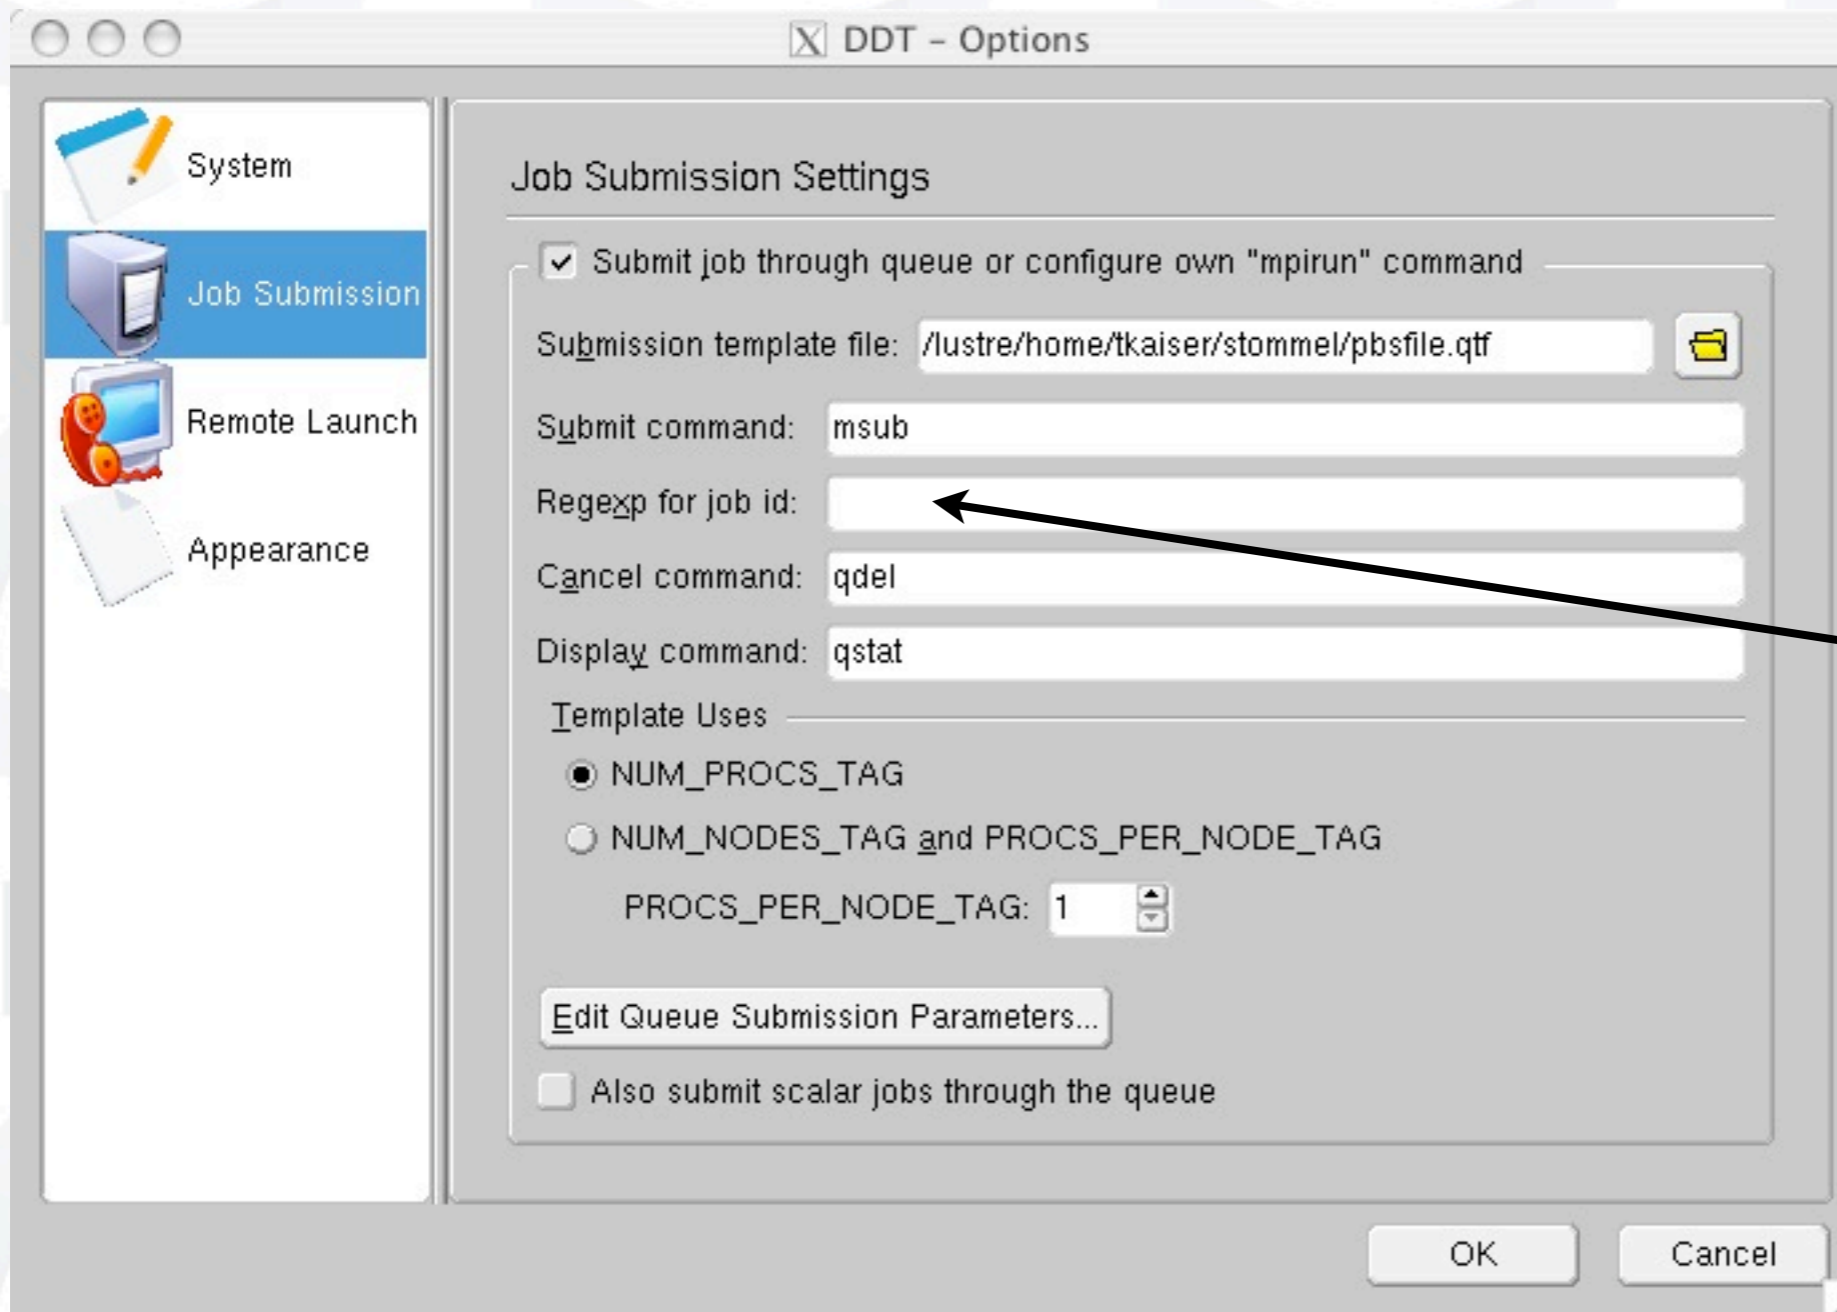 DDT – Options
System
Job Submission
Remote Launch
Appearance
Job Submission Settings
Submit job through queue or configure own "mpirun" command
Submission template file: /lustre/home/tkaiser/stommel/pbsfile.qtf
Submit command: msub
Regexp for job id:
Cancel command: qdel
Display command: qstat
Template Uses
NUM_PROCS_TAG
NUM_NODES_TAG and PROCS_PER_NODE_TAG
PROCS_PER_NODE_TAG: 1
Edit Queue Submission Parameters...
Also submit scalar jobs through the queue
OK Cancel